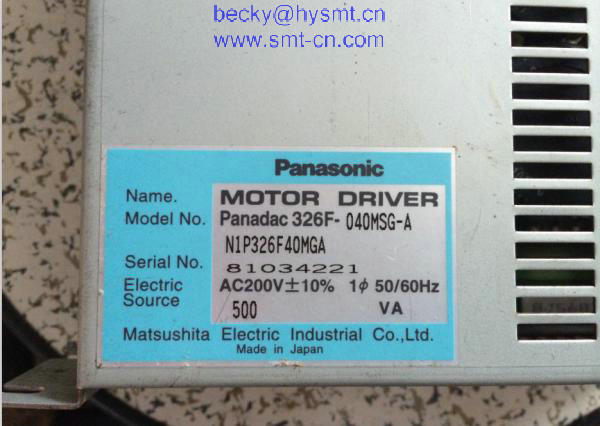 becky@hysmt.cn
www.smt-cn.com
Panasonic
Name. MOTOR DRIVER
Model No. Panadac 326F- 040MSG-A
N1P326F40MGA
Serial No. 81034221
Electric Source AC200V±10% 1ϕ 50/60Hz
500 VA
Matsushita Electric Industrial Co.,Ltd.
Made in Japan